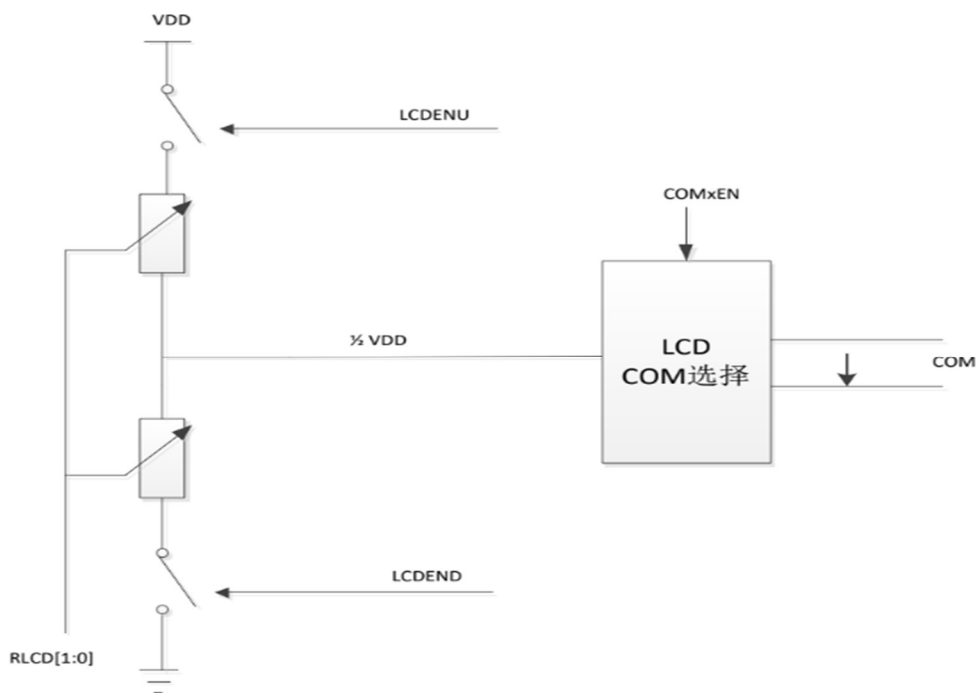 VDD
LCDENU
COMxEN
½ VDD
LCD
COM选择
COM
LCDEND
RLCD[1:0]